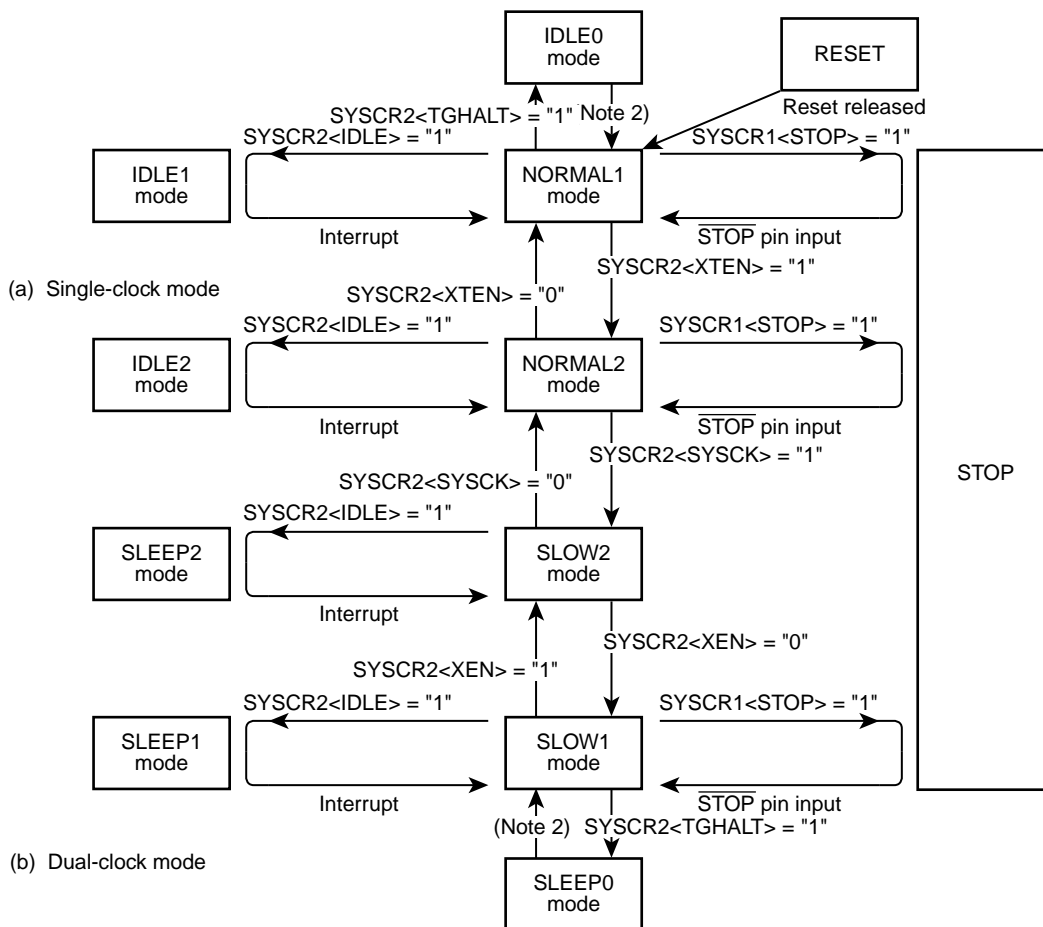 IDLE0
mode
RESET
Reset released
SYSCR2<TGHALT> = "1"
Note 2)
SYSCR2<IDLE> = "1"
SYSCR1<STOP> = "1"
IDLE1
mode
NORMAL1
mode
Interrupt
STOP pin input
SYSCR2<XTEN> = "1"
(a) Single-clock mode
SYSCR2<XTEN> = "0"
SYSCR2<IDLE> = "1"
SYSCR1<STOP> = "1"
IDLE2
mode
NORMAL2
mode
Interrupt
STOP pin input
SYSCR2<SYSCK> = "1"
STOP
SYSCR2<SYSCK> = "0"
SYSCR2<IDLE> = "1"
SLEEP2
mode
SLOW2
mode
Interrupt
SYSCR2<XEN> = "0"
SYSCR2<XEN> = "1"
SYSCR2<IDLE> = "1"
SYSCR1<STOP> = "1"
SLEEP1
mode
SLOW1
mode
Interrupt
STOP pin input
(Note 2)
SYSCR2<TGHALT> = "1"
(b) Dual-clock mode
SLEEP0
mode